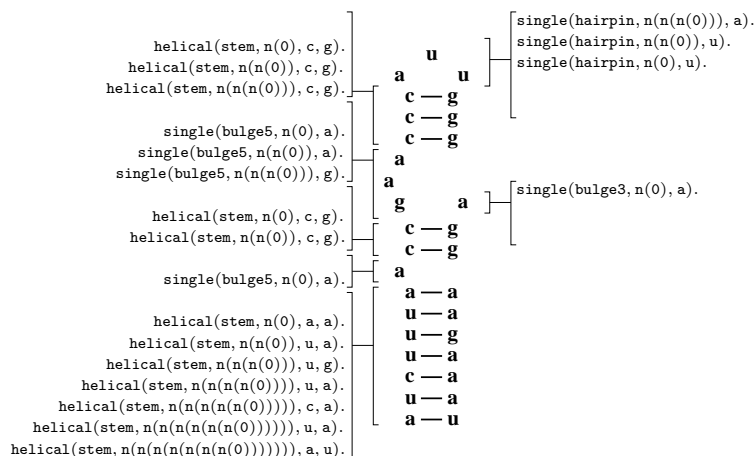 helical(stem, n(0), c, g).
helical(stem, n(n(0)), c, g).
helical(stem, n(n(n(0))), c, g).
single(bulge5, n(0), a).
single(bulge5, n(n(0)), a).
single(bulge5, n(n(n(0))), g).
helical(stem, n(0), c, g).
helical(stem, n(n(0)), c, g).
single(bulge5, n(0), a).
helical(stem, n(0), a, a).
helical(stem, n(n(0)), u, a).
helical(stem, n(n(n(0))), u, g).
helical(stem, n(n(n(n(0)))), u, a).
helical(stem, n(n(n(n(n(0))))), c, a).
helical(stem, n(n(n(n(n(n(0)))))), u, a).
helical(stem, n(n(n(n(n(n(n(0))))))), a, u).
u
a u
c — g
c — g
c — g
a
a
g a
c — g
c — g
a
a — a
u — a
u — g
u — a
c — a
u — a
a — u
single(hairpin, n(n(n(0))), a).
single(hairpin, n(n(0)), u).
single(hairpin, n(0), u).
single(bulge3, n(0), a).